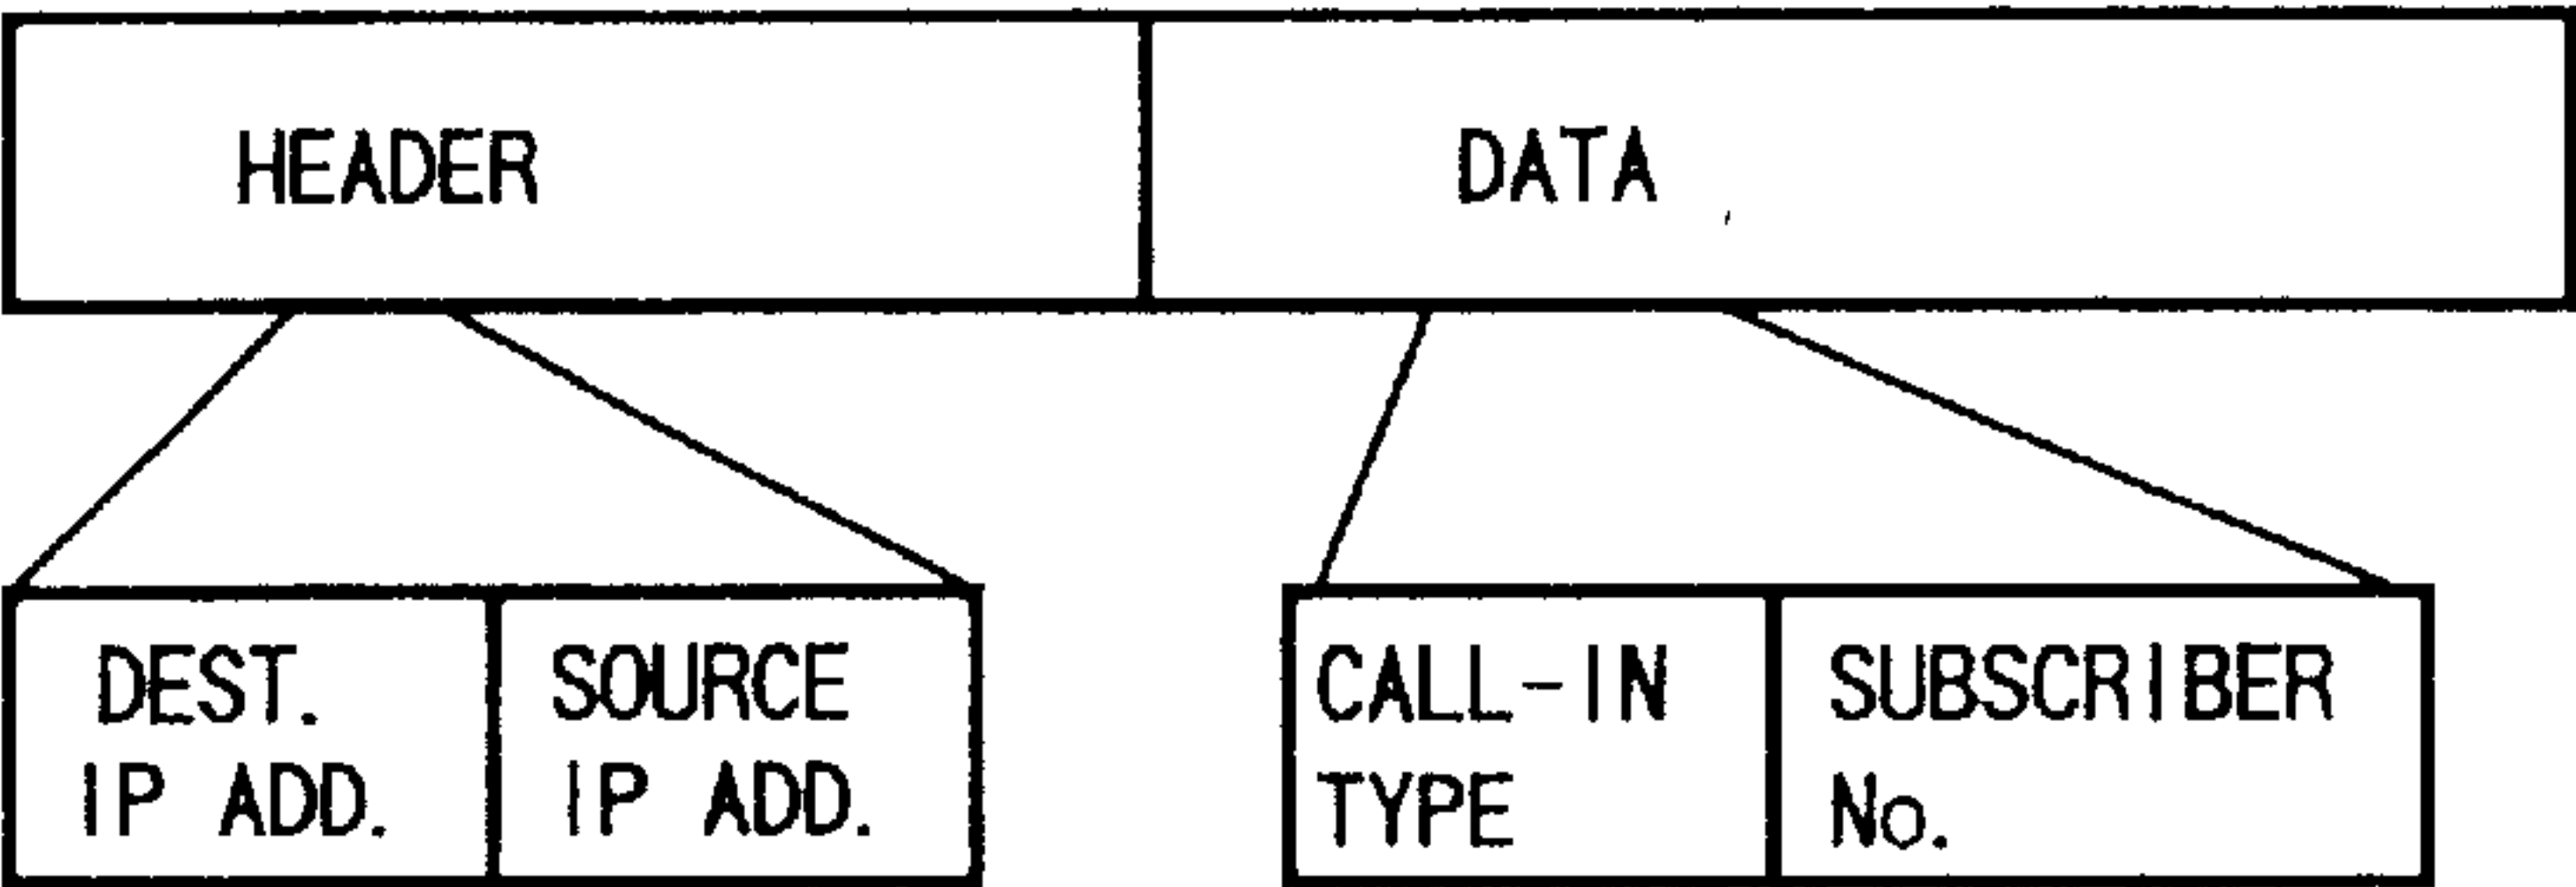 HEADER
DATA
DEST.
IP ADD.
SOURCE
IP ADD.
CALL-IN
TYPE
SUBSCRIBER
No.